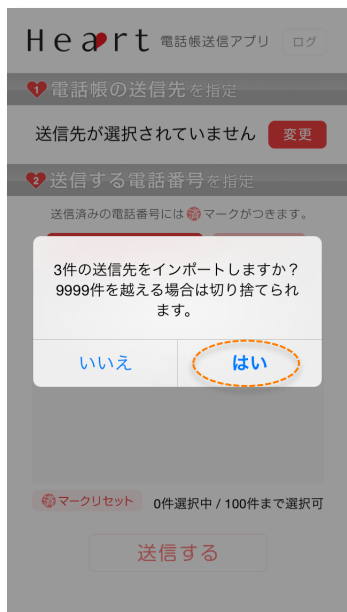 Heart 電話帳送信アプリ ログ
1 電話帳の送信先を指定
送信先が選択されていません 変更
2 送信する電話番号を指定
送信済みの電話番号には済マークがつきます。
3件の送信先をインポートしますか？
9999件を越える場合は切り捨てられ
ます。
いいえ はい
済マークリセット 0件選択中 / 100件まで選択可
送信する